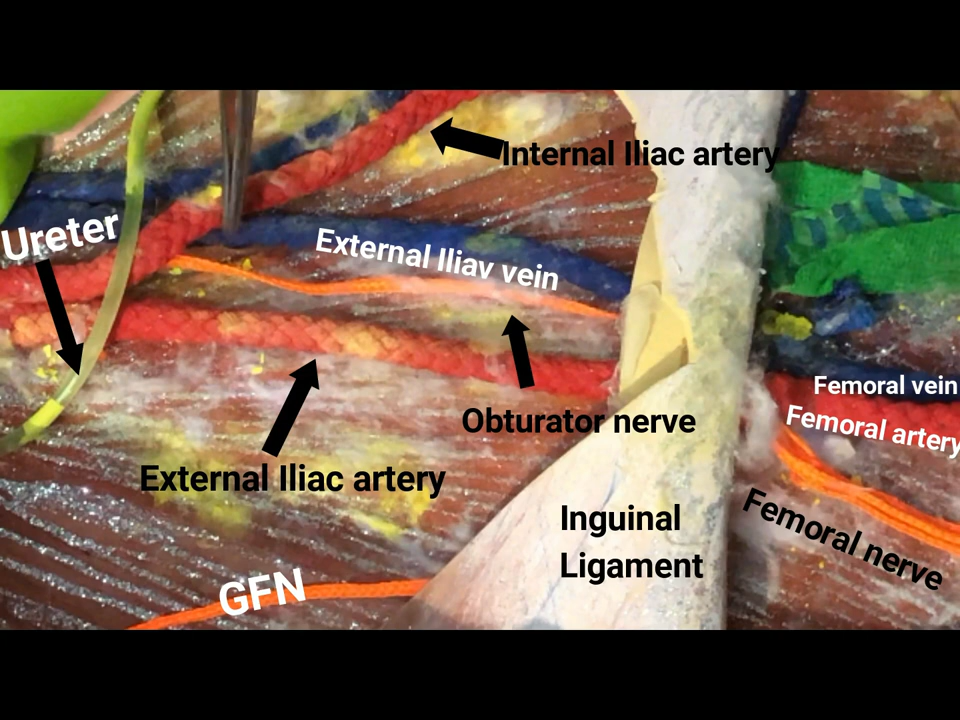 Internal Iliac artery
Ureter
External Iliav vein
Femoral vein
Obturator nerve
Femoral artery
External Iliac artery
Inguinal
Ligament
Femoral nerve
GFN